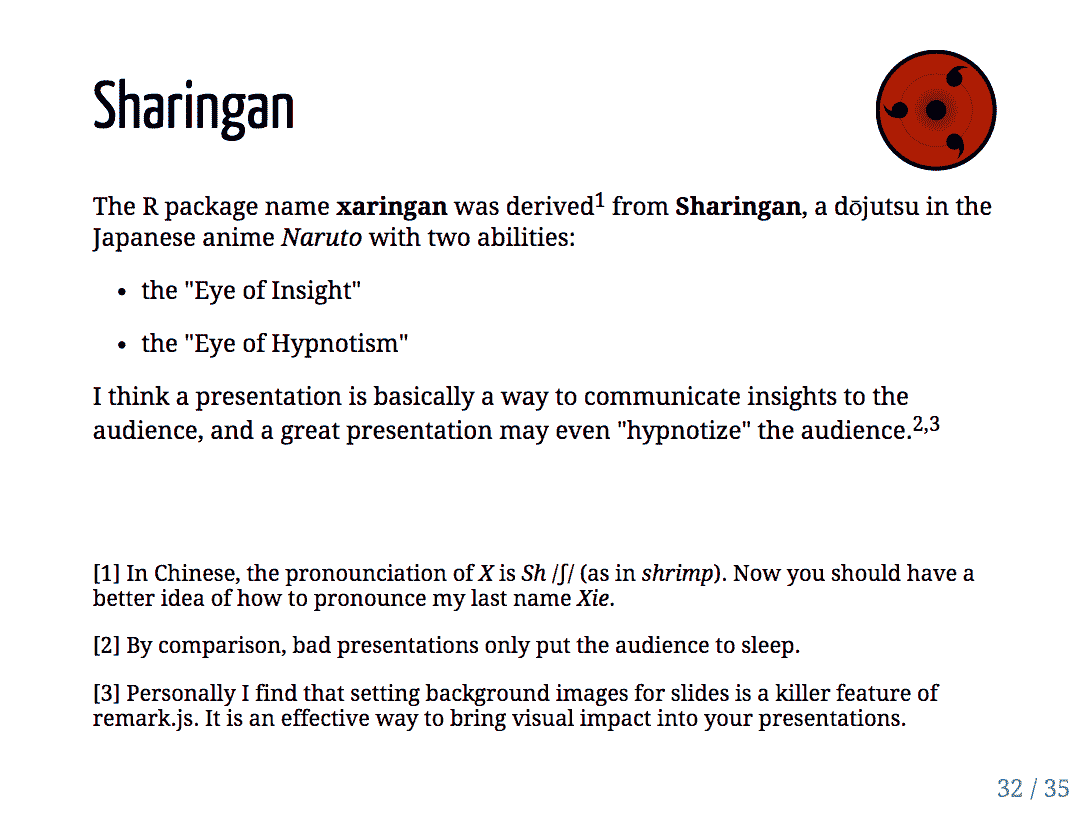 Sharingan
The R package name xaringan was derived1 from Sharingan, a dōjutsu in the
Japanese anime Naruto with two abilities:
• the "Eye of Insight"
• the "Eye of Hypnotism"
I think a presentation is basically a way to communicate insights to the
audience, and a great presentation may even "hypnotize" the audience.2,3
[1] In Chinese, the pronounciation of X is Sh /ʃ/ (as in shrimp). Now you should have a
better idea of how to pronounce my last name Xie.
[2] By comparison, bad presentations only put the audience to sleep.
[3] Personally I find that setting background images for slides is a killer feature of
remark.js. It is an effective way to bring visual impact into your presentations.
32 / 35